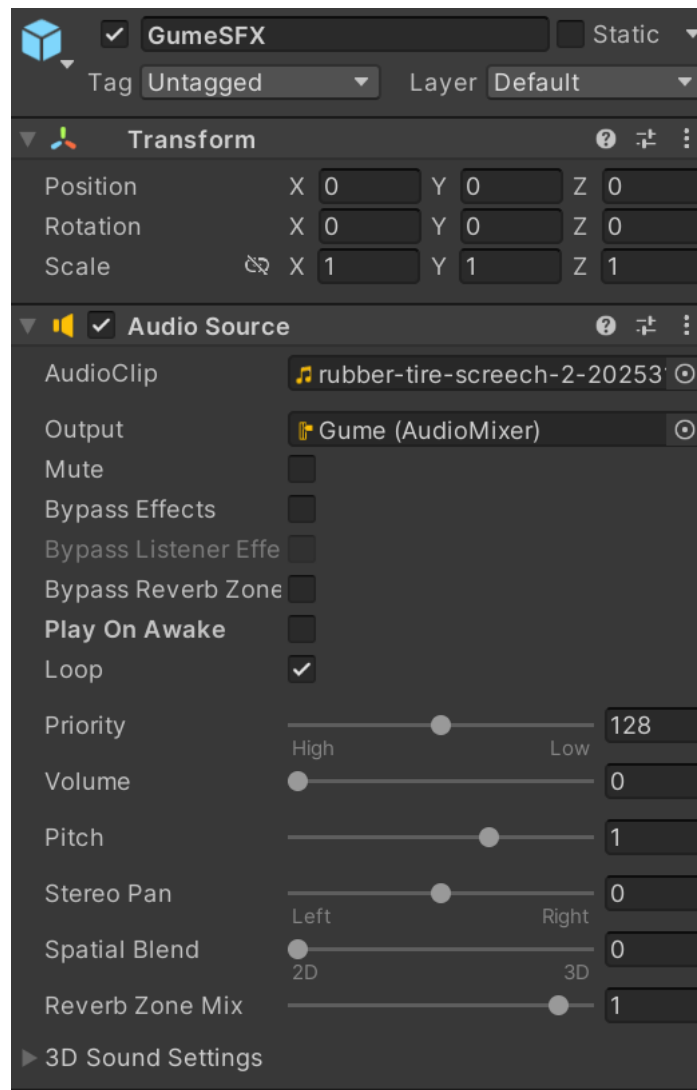 GumeSFX Static
Tag Untagged Layer Default
Transform
Position X 0 Y 0 Z 0
Rotation X 0 Y 0 Z 0
Scale X 1 Y 1 Z 1
Audio Source
AudioClip rubber-tire-screech-2-20253
Output Gume (AudioMixer)
Mute
Bypass Effects
Bypass Listener Effe
Bypass Reverb Zone
Play On Awake
Loop
Priority 128
High Low
Volume 0
Pitch 1
Stereo Pan 0
Left Right
Spatial Blend 0
2D 3D
Reverb Zone Mix 1
3D Sound Settings